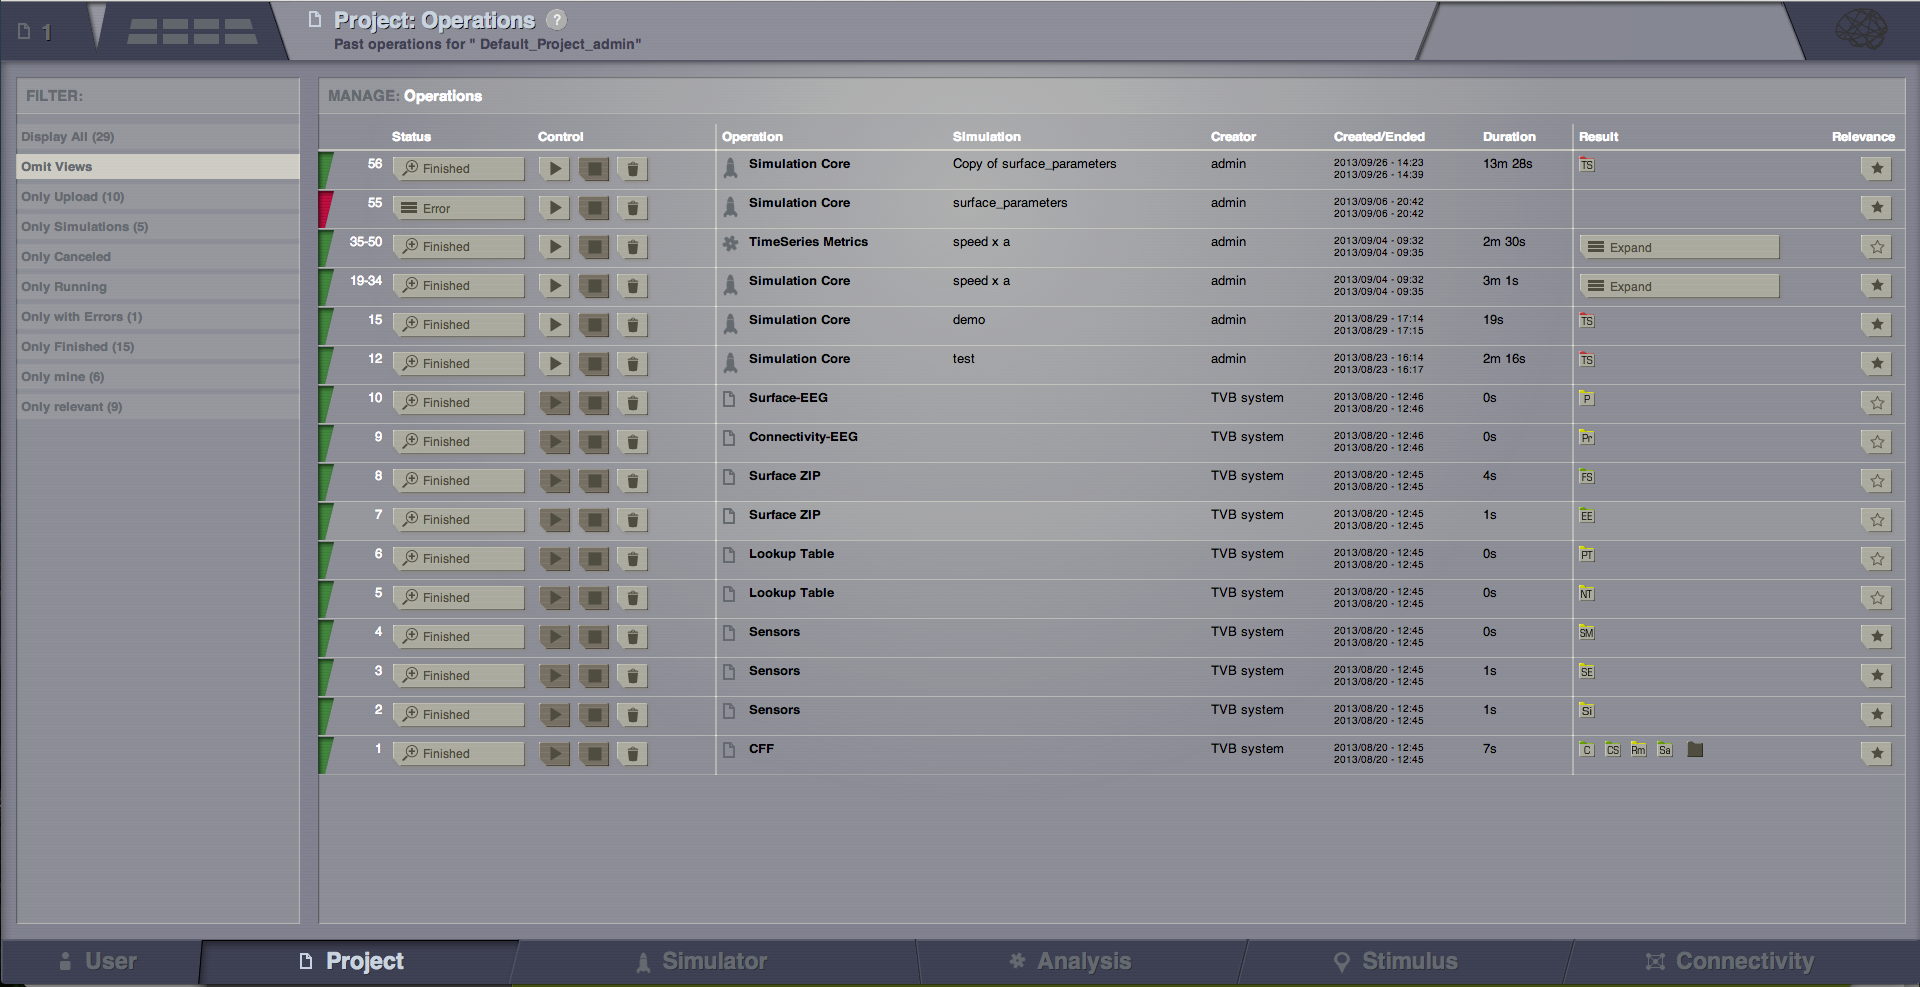 1
Project: Operations ?
Past operations for " Default_Project_admin"
FILTER:
Display All (29)
Omit Views
Only Upload (10)
Only Simulations (5)
Only Canceled
Only Running
Only with Errors (1)
Only Finished (15)
Only mine (6)
Only relevant (9)
MANAGE: Operations
Status Control Operation Simulation Creator Created/Ended Duration Result Relevance
56 Finished Simulation Core Copy of surface_parameters admin 2013/09/26 - 14:23 13m 28s TS
2013/09/26 - 14:39
55 Error Simulation Core surface_parameters admin 2013/09/06 - 20:42
2013/09/06 - 20:42
35-50 Finished TimeSeries Metrics speed x a admin 2013/09/04 - 09:32 2m 30s Expand
2013/09/04 - 09:35
19-34 Finished Simulation Core speed x a admin 2013/09/04 - 09:32 3m 1s Expand
2013/09/04 - 09:35
15 Finished Simulation Core demo admin 2013/08/29 - 17:14 19s TS
2013/08/29 - 17:15
12 Finished Simulation Core test admin 2013/08/23 - 16:14 2m 16s TS
2013/08/23 - 16:17
10 Finished Surface-EEG TVB system 2013/08/20 - 12:46 0s P
2013/08/20 - 12:46
9 Finished Connectivity-EEG TVB system 2013/08/20 - 12:46 0s Pr
2013/08/20 - 12:46
8 Finished Surface ZIP TVB system 2013/08/20 - 12:45 4s FS
2013/08/20 - 12:45
7 Finished Surface ZIP TVB system 2013/08/20 - 12:45 1s EE
2013/08/20 - 12:45
6 Finished Lookup Table TVB system 2013/08/20 - 12:45 0s PT
2013/08/20 - 12:45
5 Finished Lookup Table TVB system 2013/08/20 - 12:45 0s NT
2013/08/20 - 12:45
4 Finished Sensors TVB system 2013/08/20 - 12:45 0s SM
2013/08/20 - 12:45
3 Finished Sensors TVB system 2013/08/20 - 12:45 1s SE
2013/08/20 - 12:45
2 Finished Sensors TVB system 2013/08/20 - 12:45 1s Si
2013/08/20 - 12:45
1 Finished CFF TVB system 2013/08/20 - 12:45 7s C CS Rm Sa
2013/08/20 - 12:45
User Project Simulator Analysis Stimulus Connectivity